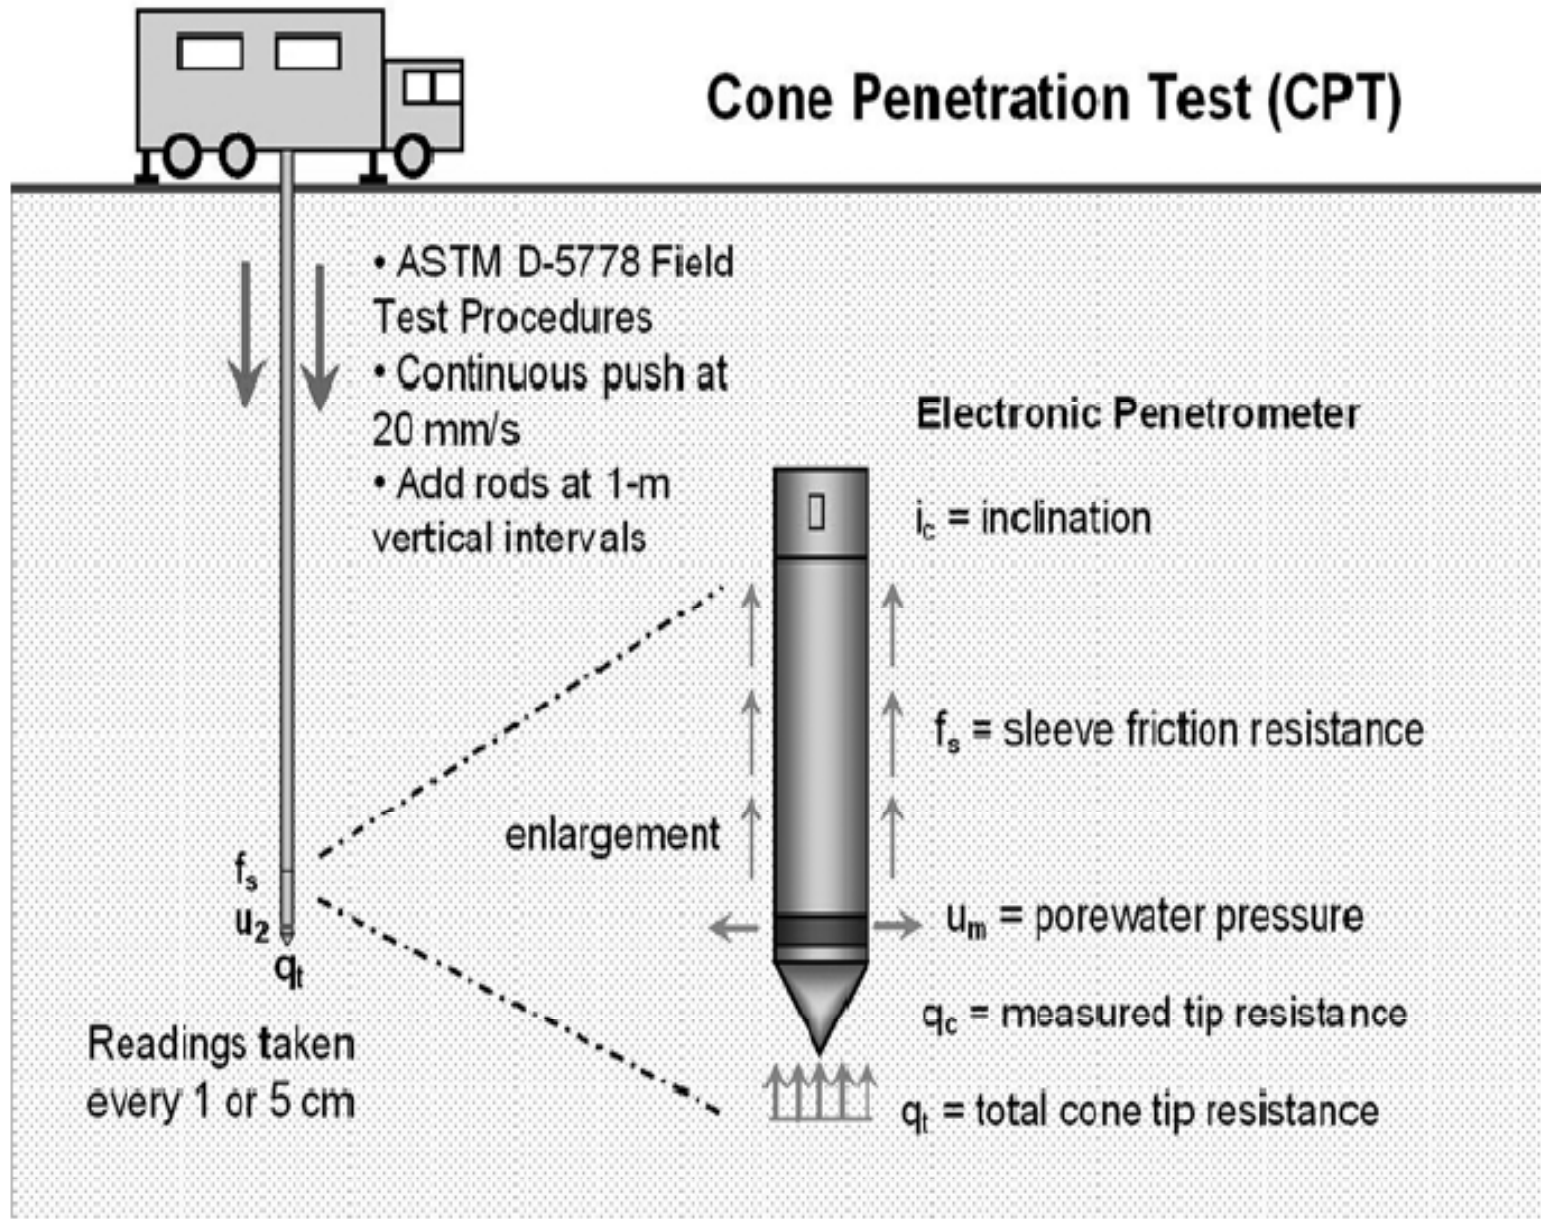 Cone Penetration Test (CPT)
• ASTM D-5778 Field
Test Procedures
• Continuous push at
20 mm/s
• Add rods at 1-m
vertical intervals
Electronic Penetrometer
ic = inclination
fs = sleeve friction resistance
enlargement
um = porewater pressure
qc = measured tip resistance
qt = total cone tip resistance
fs
u2
qt
Readings taken
every 1 or 5 cm